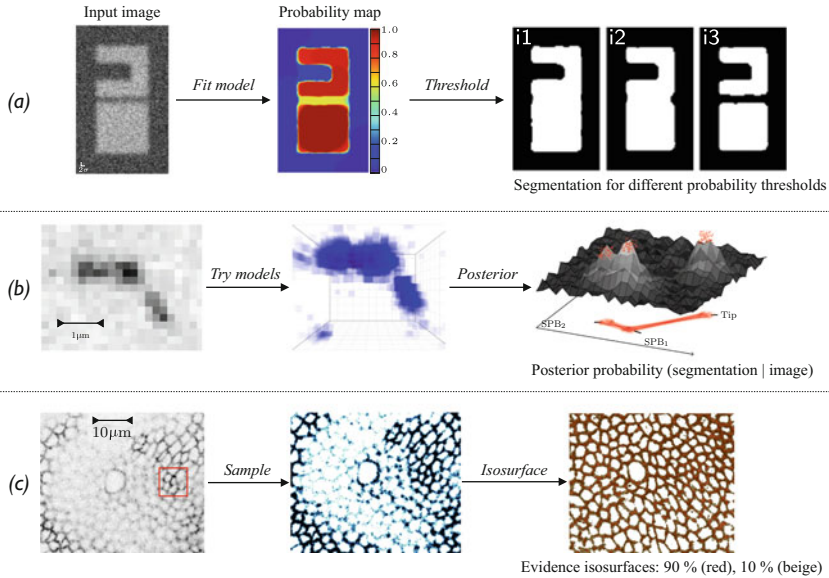 Input image
Probability map
(a)
2σ
Fit model
1.0
0.8
0.6
0.4
0.2
0
Threshold
i1
i2
i3
Segmentation for different probability thresholds
(b)
1μm
Try models
Posterior
SPB2
SPB1
Tip
Posterior probability (segmentation | image)
(c)
10μm
Sample
Isosurface
Evidence isosurfaces: 90 % (red), 10 % (beige)